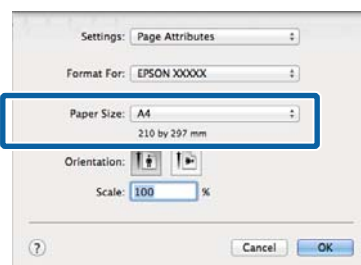 Settings: Page Attributes
Format For: EPSON XXXXX
Paper Size: A4
210 by 297 mm
Orientation:
Scale: 100 %
? Cancel OK